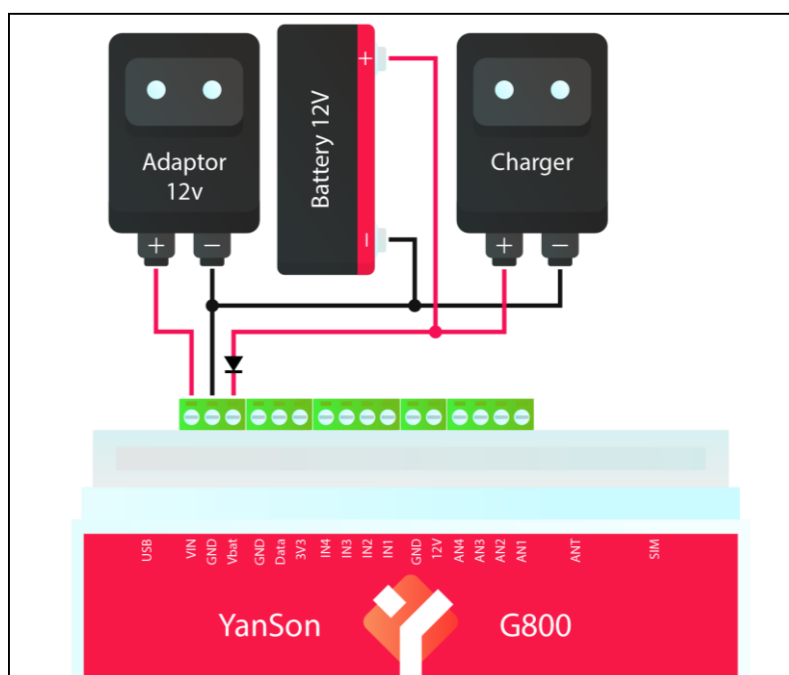 Adaptor
12v
+ −
Battery 12V
+
−
Charger
+ −
USB
VIN
GND
Vbat
GND
Data
3V3
IN4
IN3
IN2
IN1
GND
12V
AN4
AN3
AN2
AN1
ANT
SIM
YanSon
G800